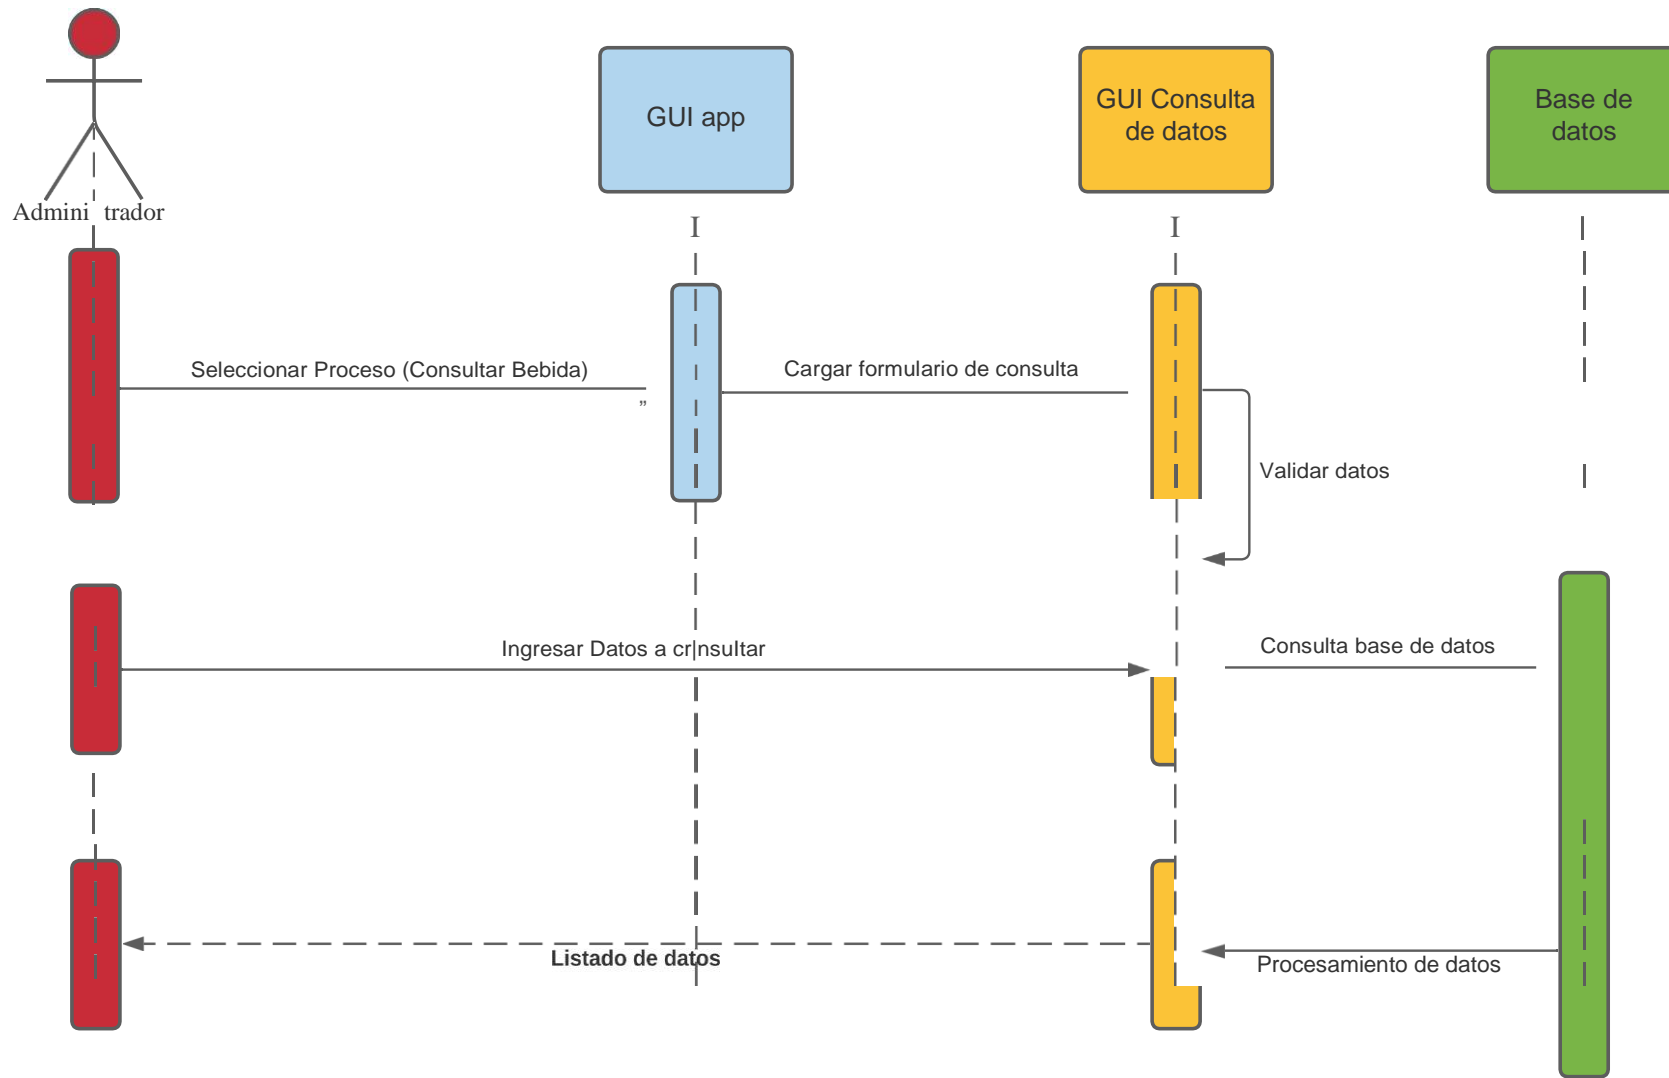 GUI app
GUI Consulta
de datos
Base de
datos
Admini trador
I
I
Seleccionar Proceso (Consultar Bebida)
„
Cargar formulario de consulta
Validar datos
Ingresar Datos a cr|nsultar
Consulta base de datos
Listado de datos
Procesamiento de datos